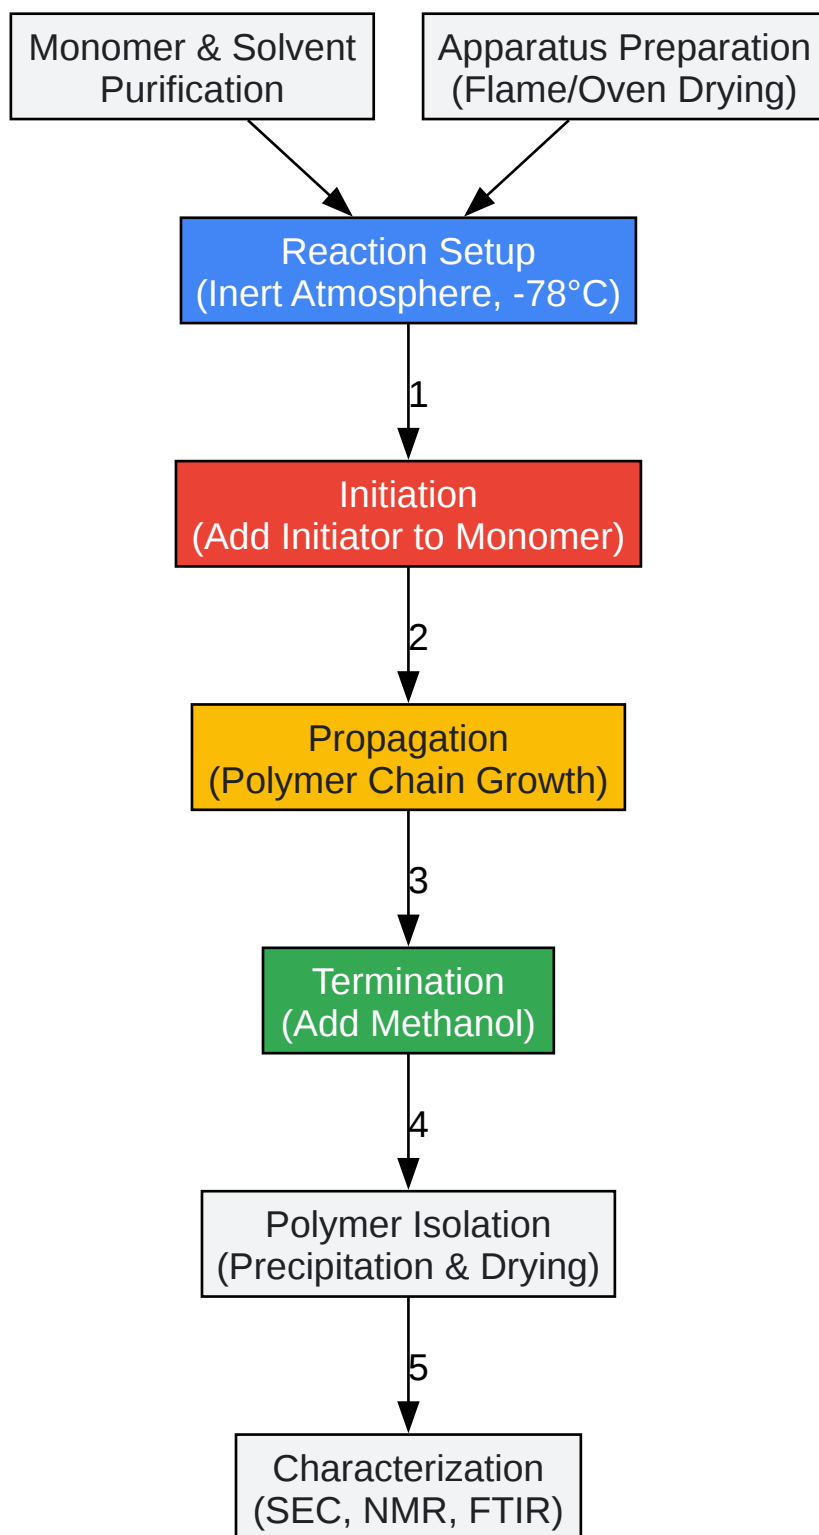 Monomer & Solvent
Purification
Apparatus Preparation
(Flame/Oven Drying)
Reaction Setup
(Inert Atmosphere, -78°C)
1
Initiation
(Add Initiator to Monomer)
2
Propagation
(Polymer Chain Growth)
3
Termination
(Add Methanol)
4
Polymer Isolation
(Precipitation & Drying)
5
Characterization
(SEC, NMR, FTIR)